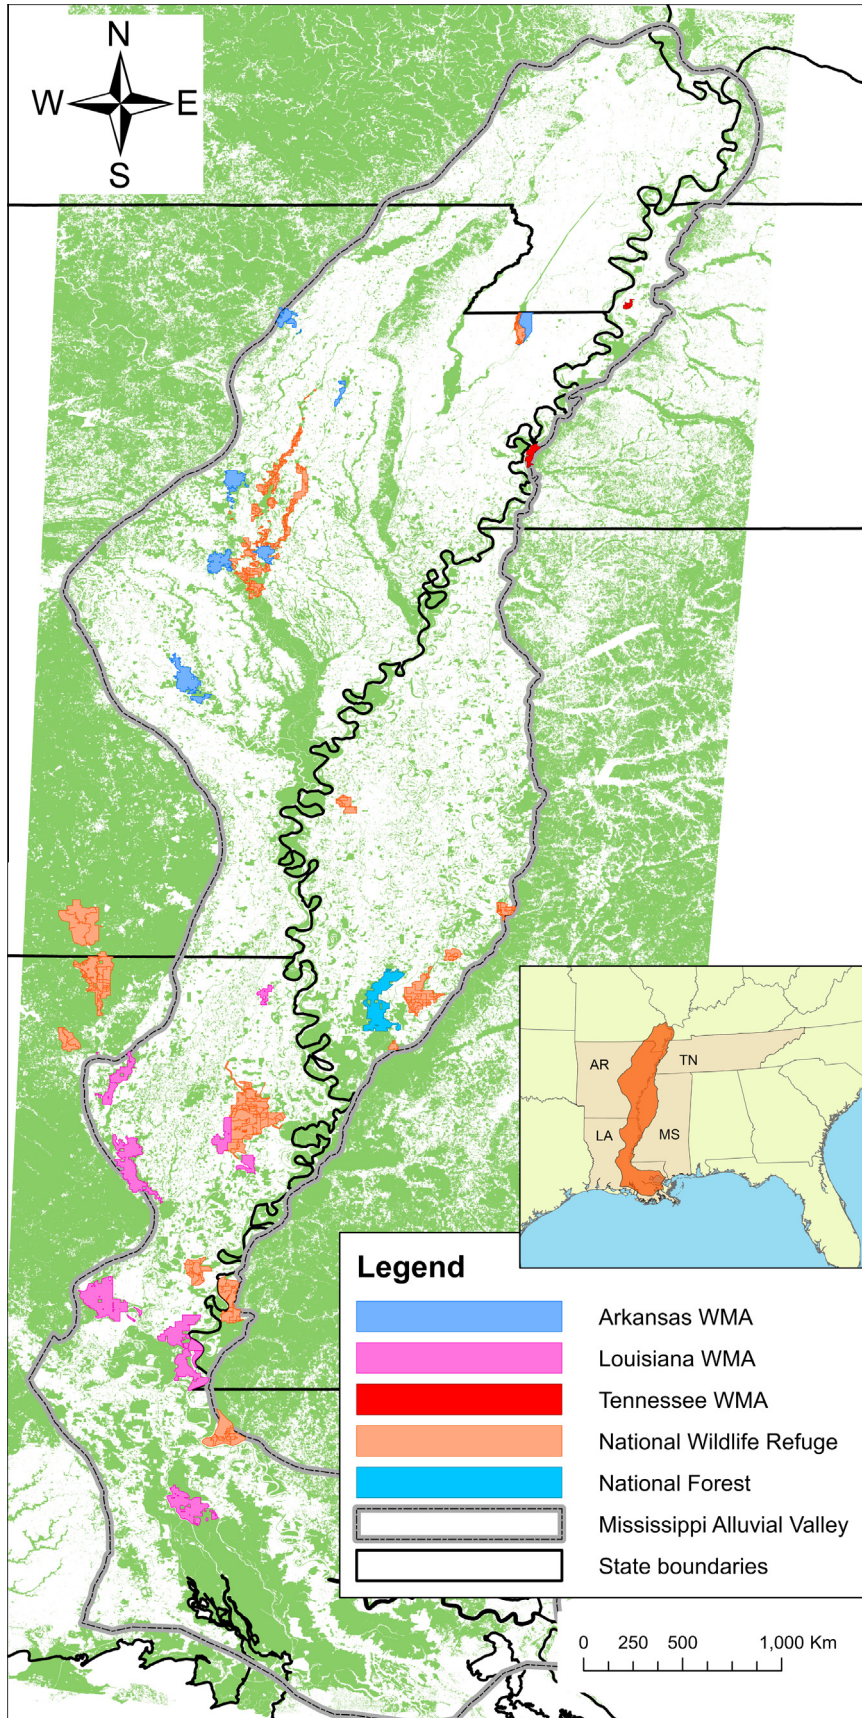 N
W E
S
AR
TN
LA
MS
Legend
Arkansas WMA
Louisiana WMA
Tennessee WMA
National Wildlife Refuge
National Forest
Mississippi Alluvial Valley
State boundaries
0 250 500 1,000 Km